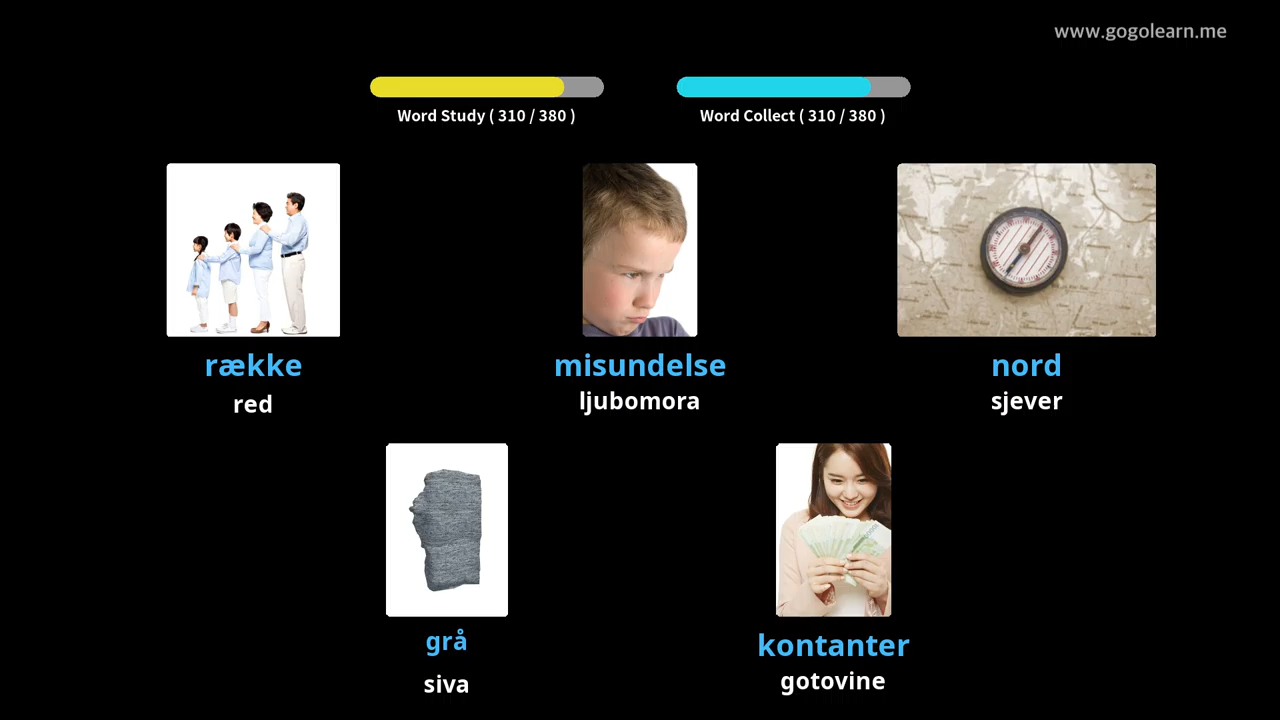 www.gogolearn.me
Word Study ( 310 / 380 )
Word Collect ( 310 / 380 )
række
red
misundelse
ljubomora
nord
sjever
grå
siva
kontanter
gotovine